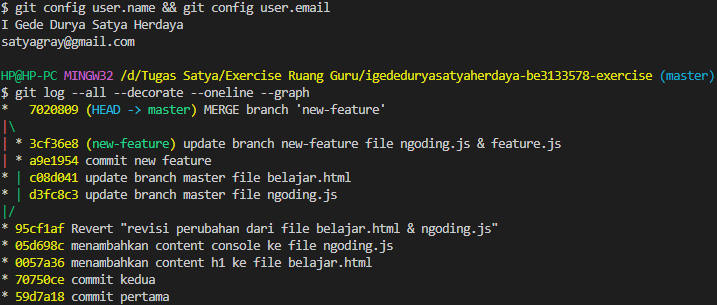 $ git config user.name && git config user.email
I Gede Durya Satya Herdaya
satyagray@gmail.com
HP@HP-PC MINGW32 /d/Tugas Satya/Exercise Ruang Guru/igededuryasatyaherdaya-be3133578-exercise (master)
$ git log --all --decorate --oneline --graph
*   7020809 (HEAD -> master) MERGE branch 'new-feature'
|\
| * 3cf36e8 (new-feature) update branch new-feature file ngoding.js & feature.js
| * a9e1954 commit new feature
* | c08d041 update branch master file belajar.html
* | d3fc8c3 update branch master file ngoding.js
|/
* 95cf1af Revert "revisi perubahan dari file belajar.html & ngoding.js"
* 05d698c menambahkan content console ke file ngoding.js
* 0057a36 menambahkan content h1 ke file belajar.html
* 70750ce commit kedua
* 59d7a18 commit pertama